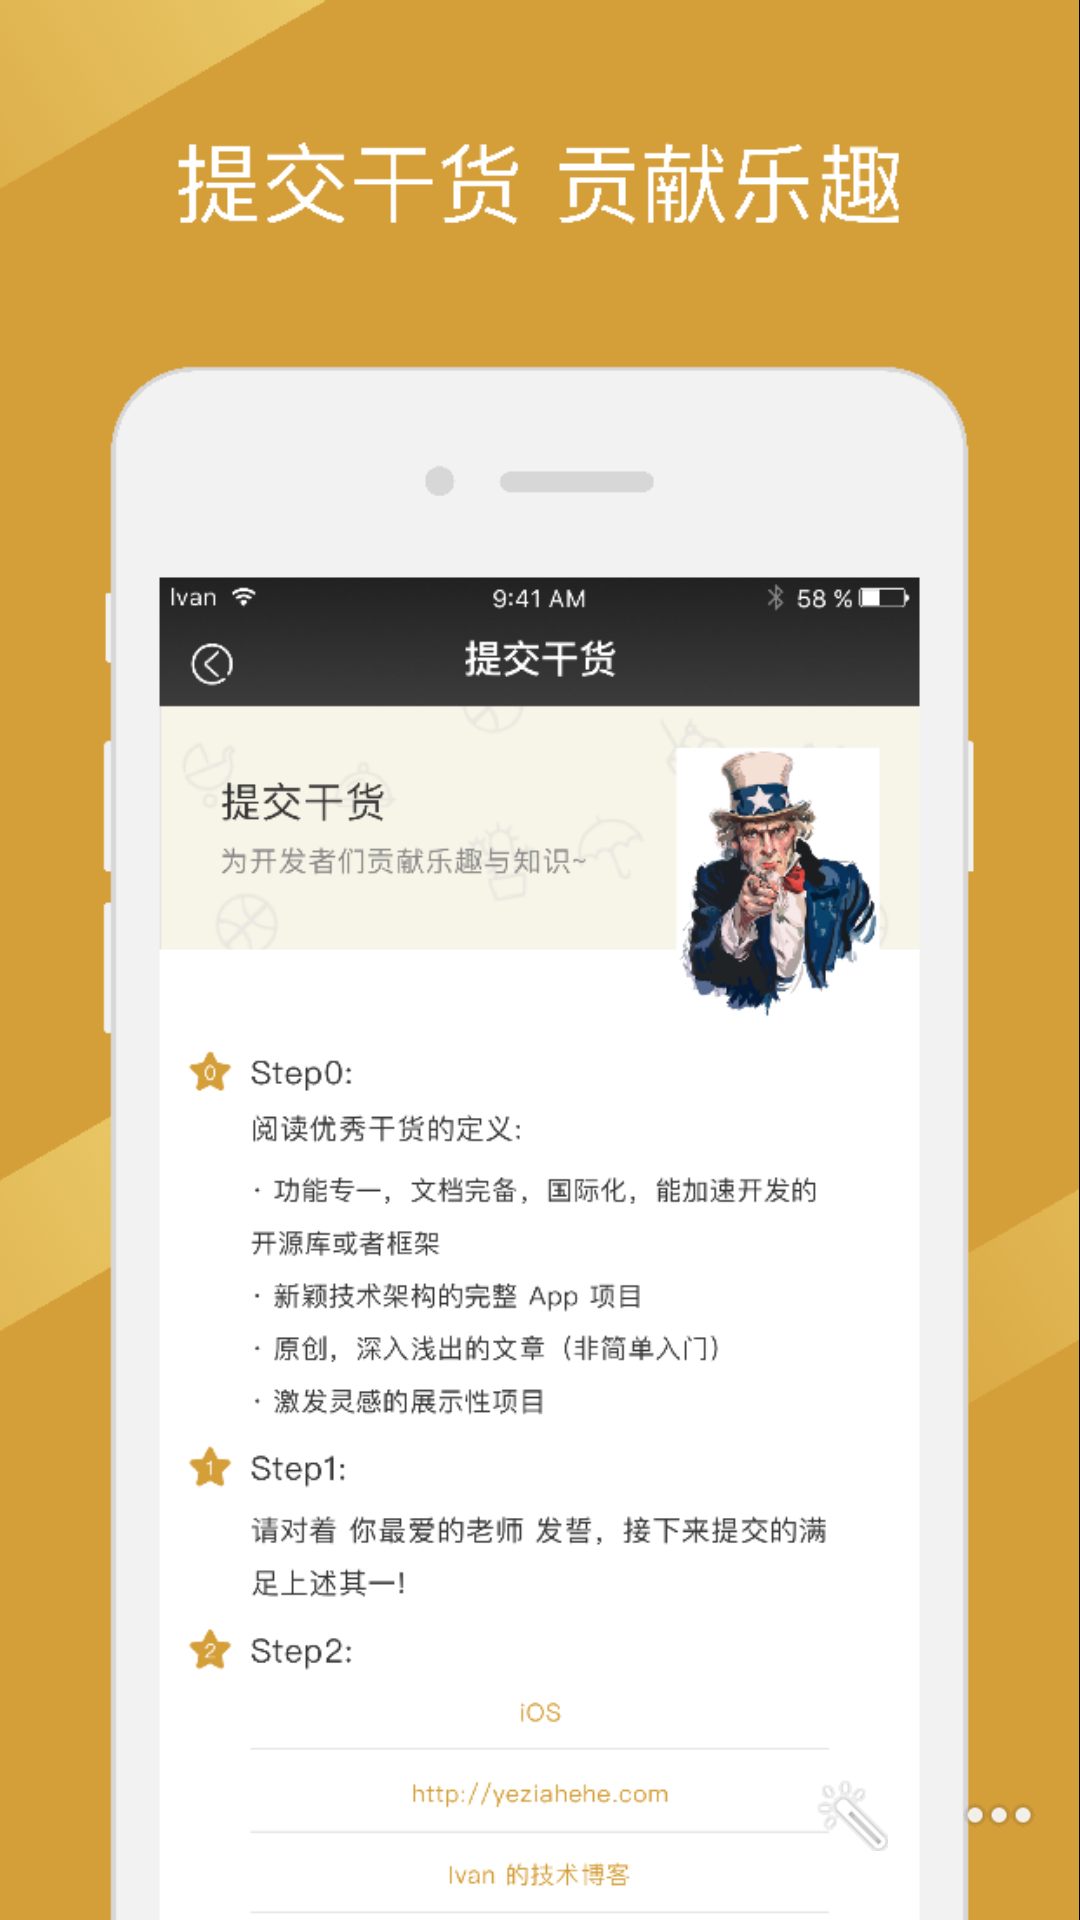 提交干货 贡献乐趣
Ivan 9:41 AM 58 %
提交干货
提交干货
为开发者们贡献乐趣与知识~
0 Step0:
阅读优秀干货的定义:
· 功能专一，文档完备，国际化，能加速开发的
开源库或者框架
· 新颖技术架构的完整 App 项目
· 原创，深入浅出的文章（非简单入门）
· 激发灵感的展示性项目
1 Step1:
请对着 你最爱的老师 发誓，接下来提交的满
足上述其一!
2 Step2:
iOS
http://yeziahehe.com
Ivan 的技术博客